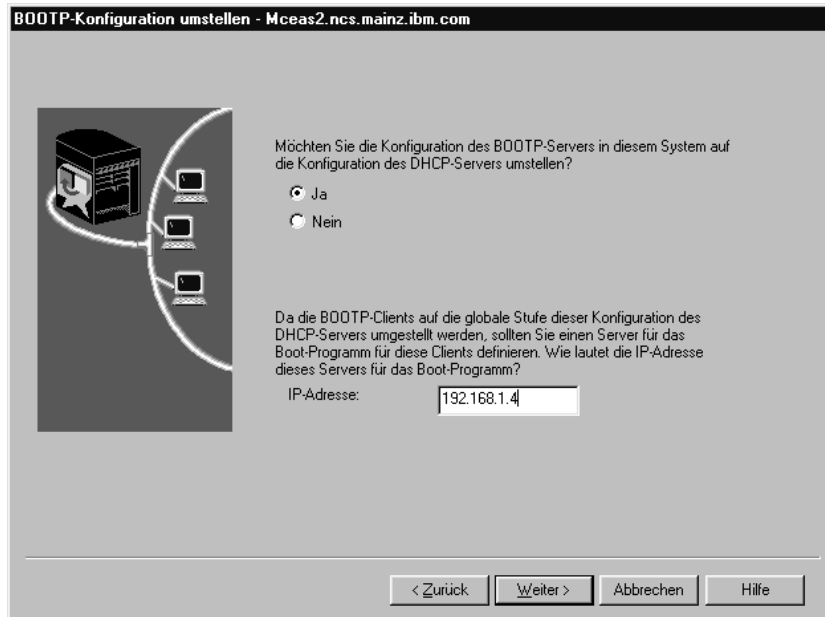 BOOTP-Konfiguration umstellen - Mceas2.ncs.mainz.ibm.com
Möchten Sie die Konfiguration des BOOTP-Servers in diesem System auf
die Konfiguration des DHCP-Servers umstellen?
Ja
Nein
Da die BOOTP-Clients auf die globale Stufe dieser Konfiguration des
DHCP-Servers umgestellt werden, sollten Sie einen Server für das
Boot-Programm für diese Clients definieren. Wie lautet die IP-Adresse
dieses Servers für das Boot-Programm?
IP-Adresse: 192.168.1.4
< Zurück Weiter > Abbrechen Hilfe